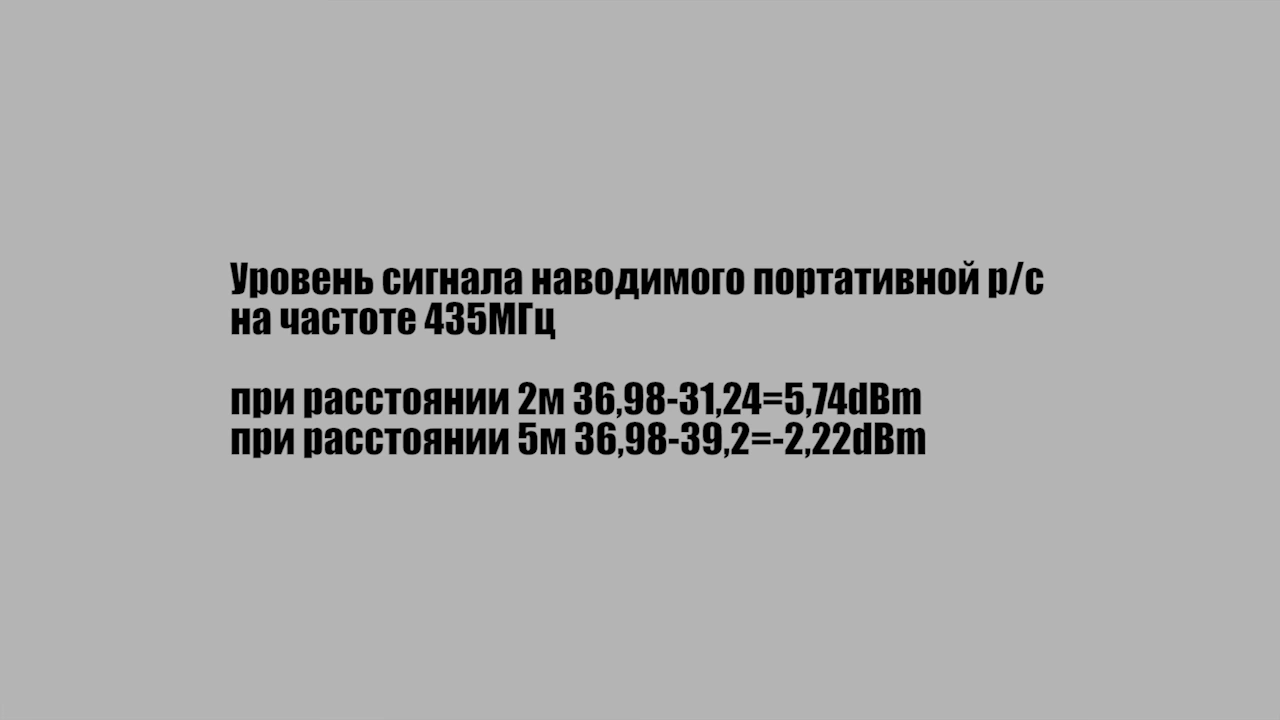 Уровень сигнала наводимого портативной р/с
на частоте 435МГц
при расстоянии 2м 36,98-31,24=5,74dBm
при расстоянии 5м 36,98-39,2=-2,22dBm